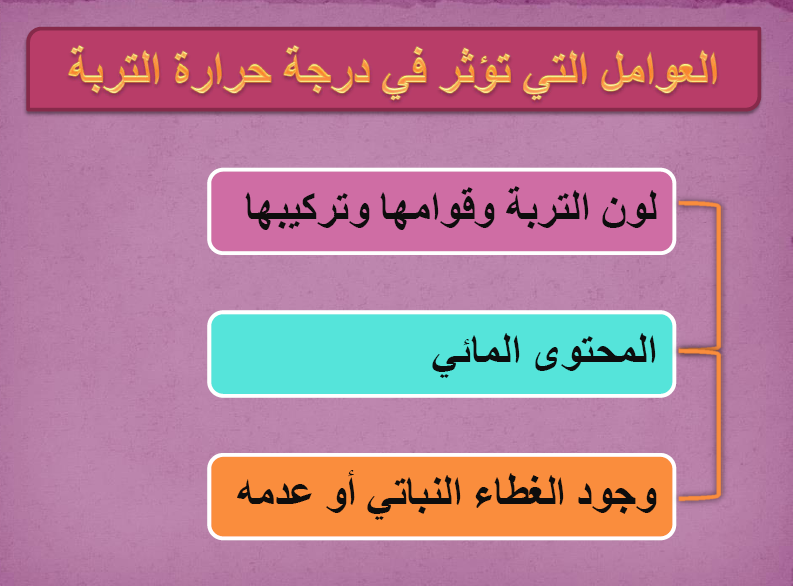 العوامل التي تؤثر في درجة حرارة التربة
لون التربة وقوامها وتركيبها
المحتوى المائي
وجود الغطاء النباتي أو عدمه